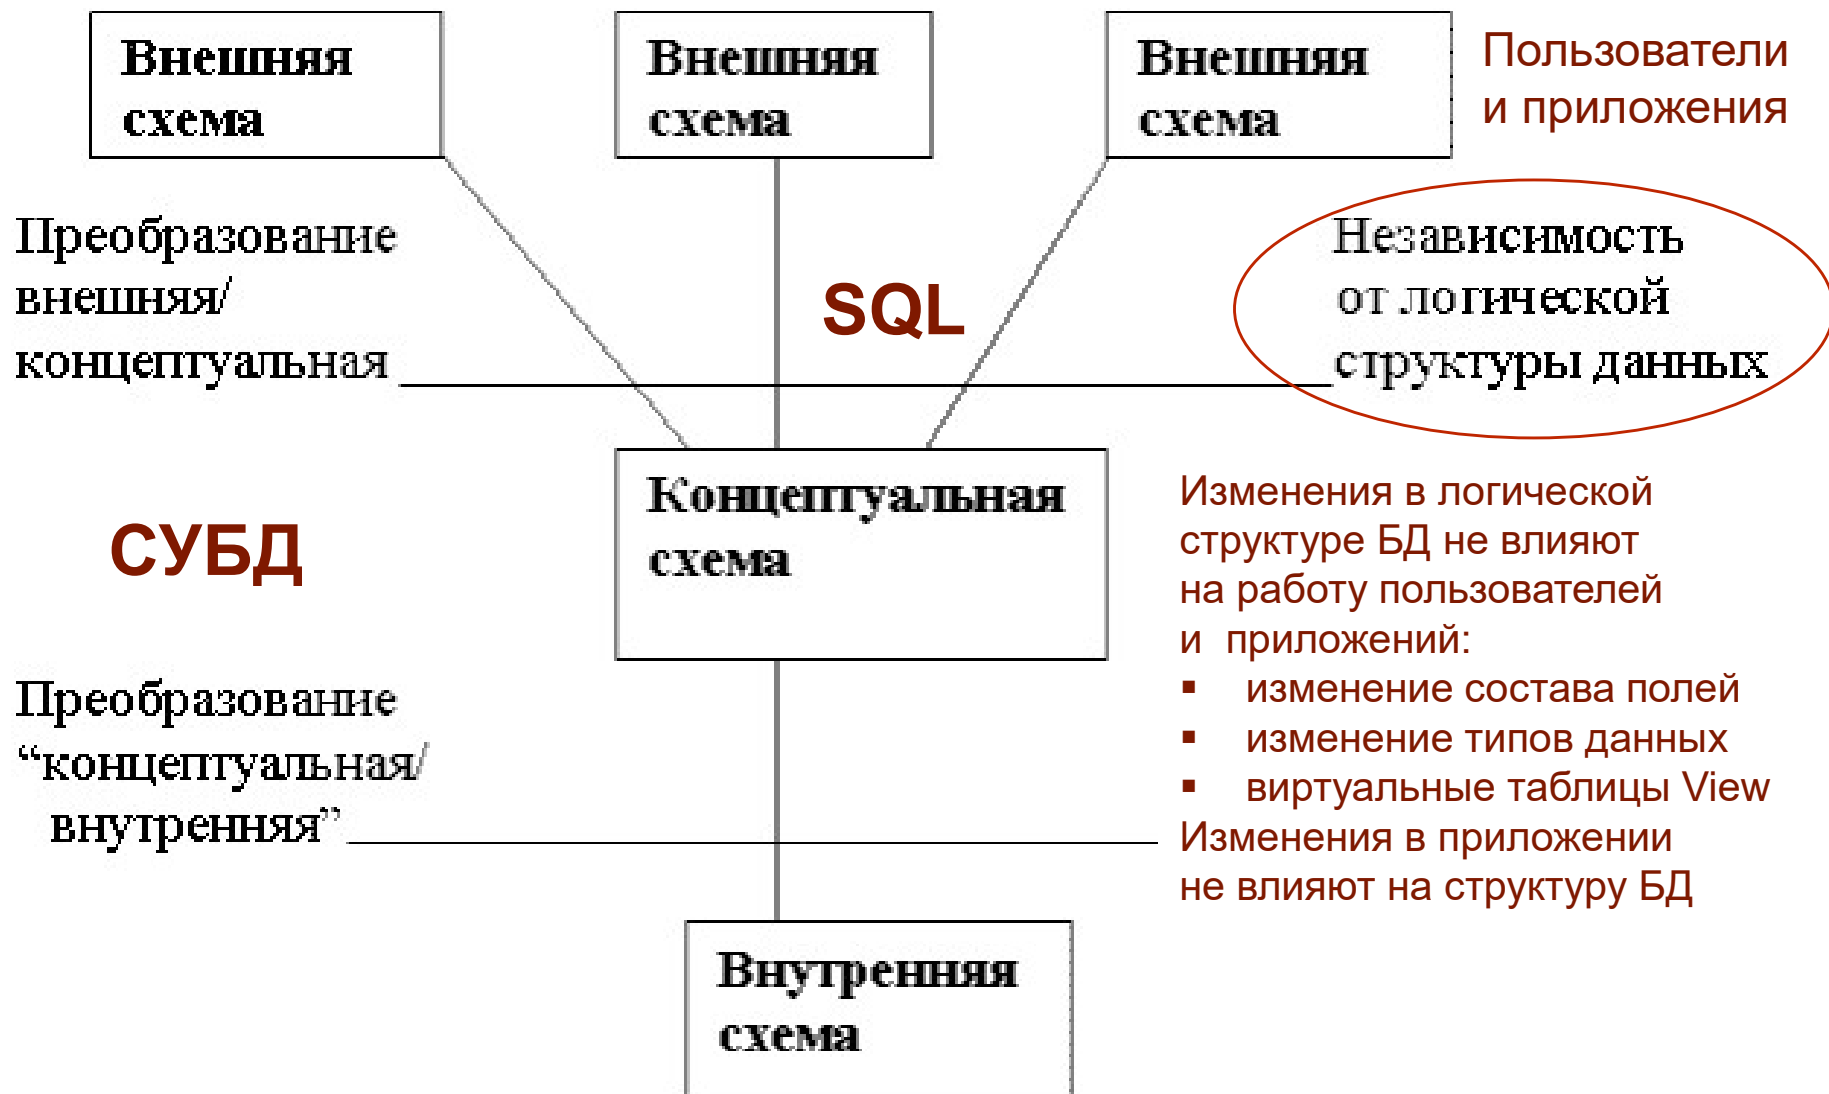 Внешняя
схема
Внешняя
схема
Внешняя
схема
Пользователи
и приложения
Преобразование
внешняя/
концептуальная
SQL
Независимость
от логической
структуры данных
СУБД
Концептуальная
схема
Изменения в логической
структуре БД не влияют
на работу пользователей
и приложений:
▪ изменение состава полей
▪ изменение типов данных
▪ виртуальные таблицы View
Изменения в приложении
не влияют на структуру БД
Преобразование
“концептуальная/
внутренняя”
Внутренняя
схема